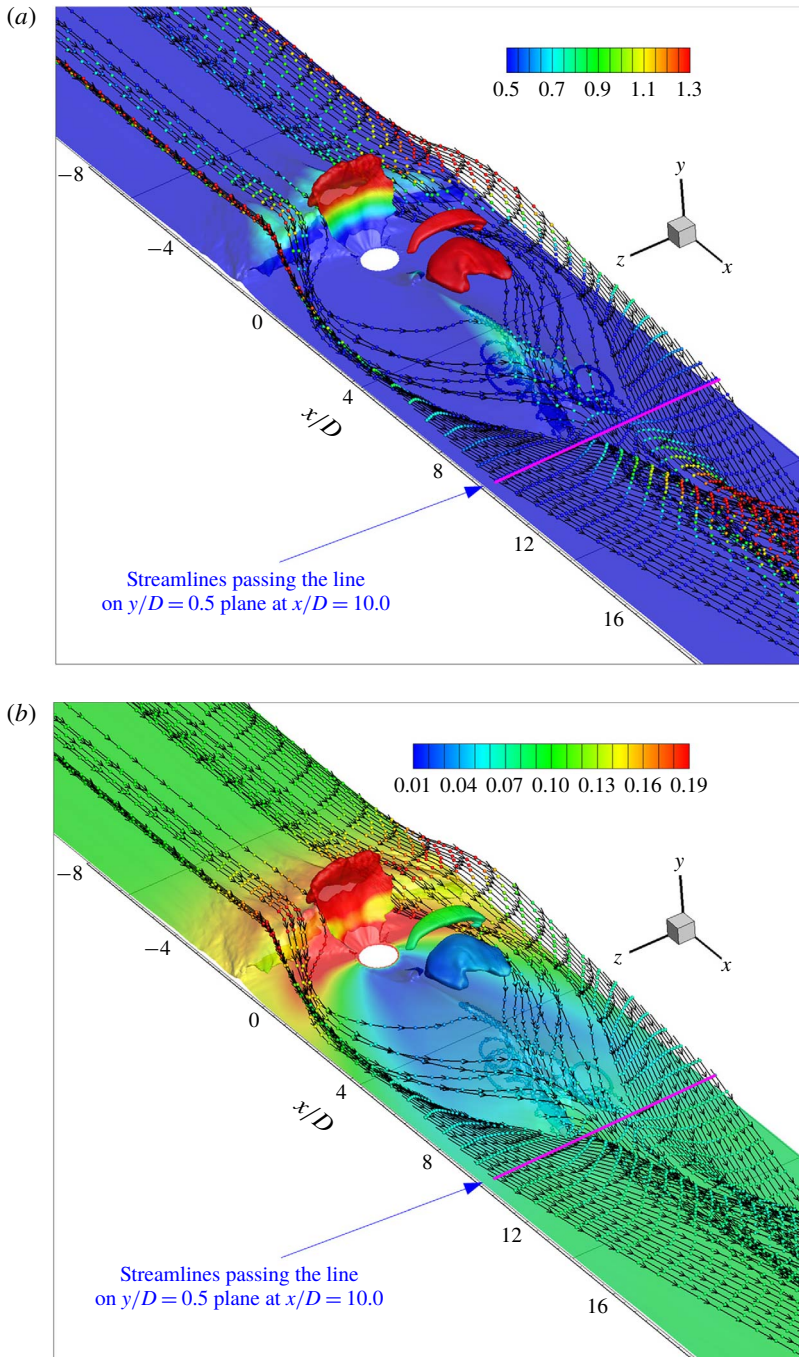 (a)
0.5 0.7 0.9 1.1 1.3
−8
−4
0
4
8
12
16
x/D
y
z
x
Streamlines passing the line
on y/D = 0.5 plane at x/D = 10.0
(b)
0.01 0.04 0.07 0.10 0.13 0.16 0.19
−8
−4
0
4
8
12
16
x/D
y
z
x
Streamlines passing the line
on y/D = 0.5 plane at x/D = 10.0